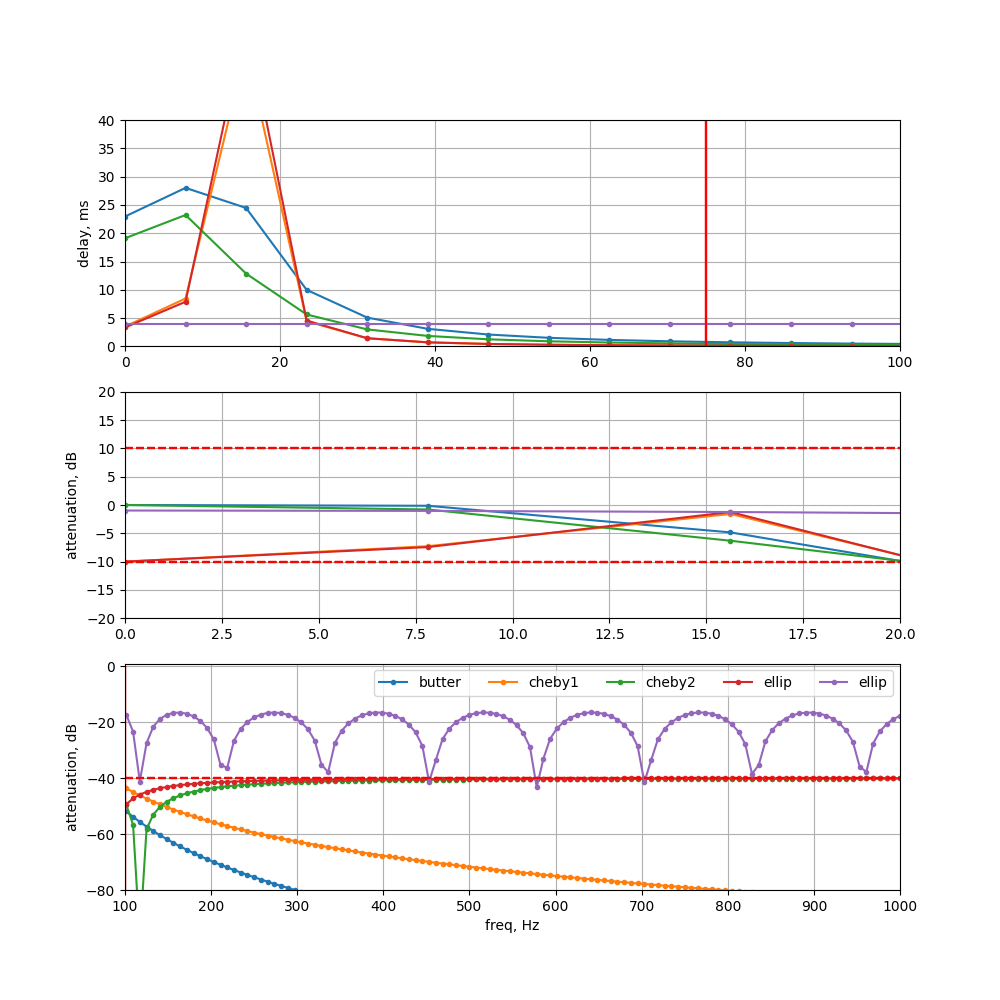 40
35
30
25
20
15
10
5
0
delay, ms
0 20 40 60 80 100
20
15
10
5
0
−5
−10
−15
−20
attenuation, dB
0.0 2.5 5.0 7.5 10.0 12.5 15.0 17.5 20.0
0
−20
−40
−60
−80
attenuation, dB
butter cheby1 cheby2 ellip ellip
100 200 300 400 500 600 700 800 900 1000
freq, Hz